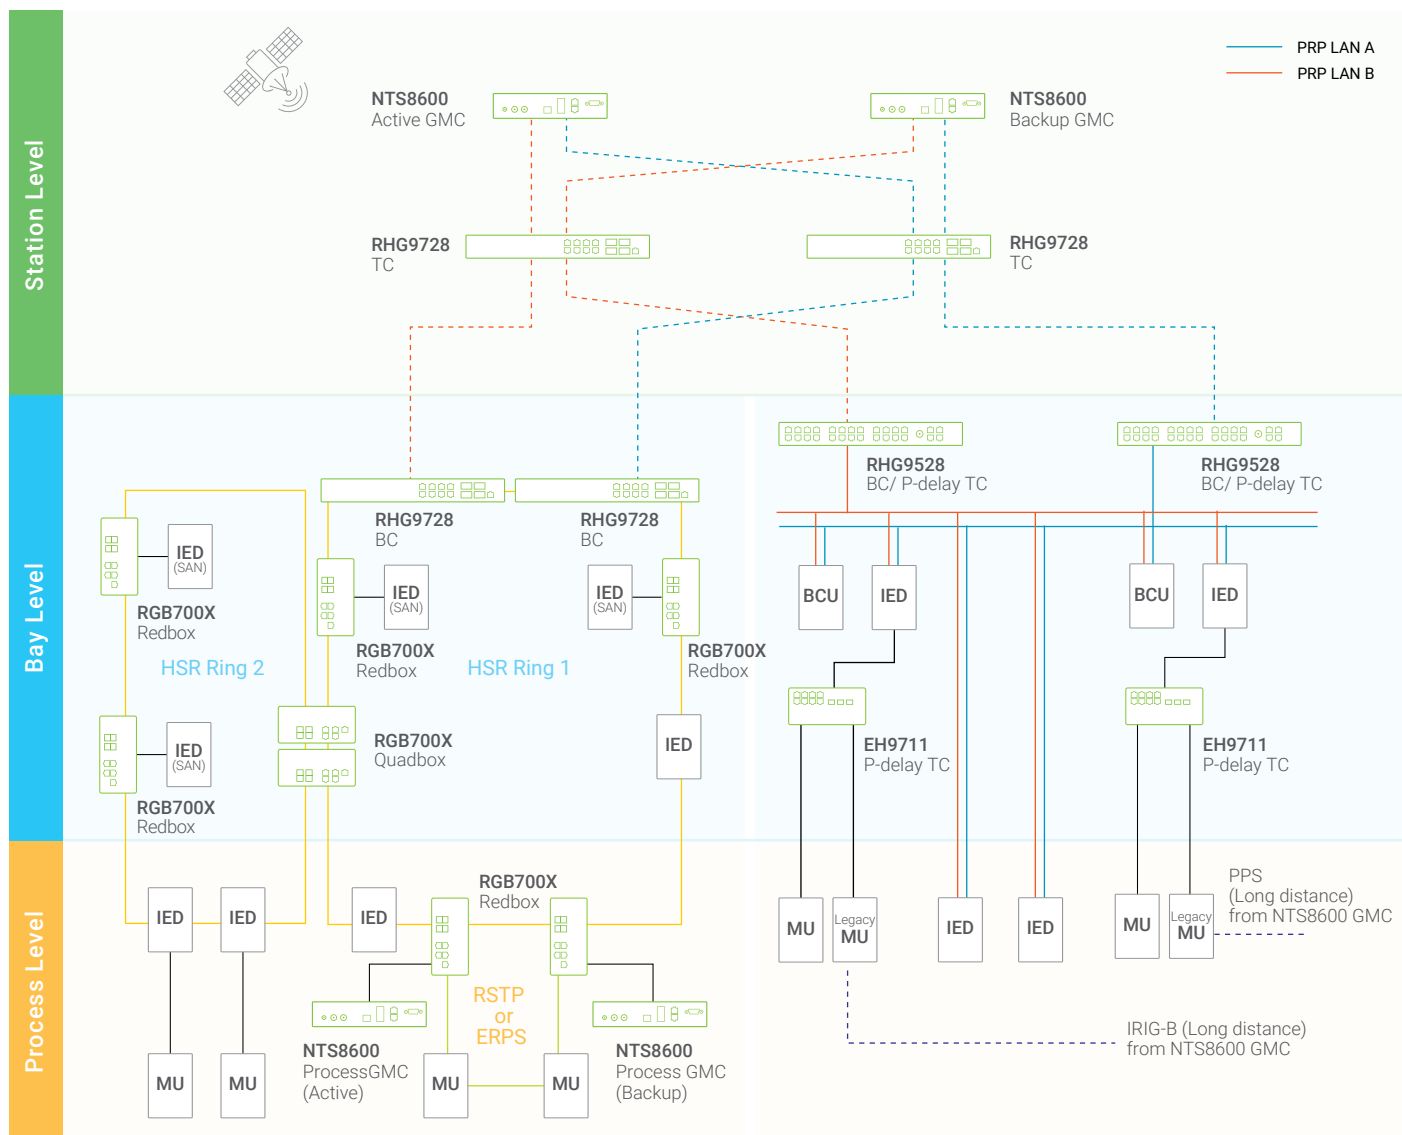 PRP LAN A
PRP LAN B
Station Level
NTS8600
Active GMC
NTS8600
Backup GMC
RHG9728
TC
RHG9728
TC
Bay Level
RHG9528
BC/ P-delay TC
RHG9528
BC/ P-delay TC
RHG9728
BC
RHG9728
BC
IED
(SAN)
RGB700X
Redbox
IED
(SAN)
RGB700X
Redbox
IED
(SAN)
RGB700X
Redbox
HSR Ring 2
HSR Ring 1
BCU
IED
BCU
IED
IED
(SAN)
RGB700X
Redbox
RGB700X
Quadbox
IED
EH9711
P-delay TC
EH9711
P-delay TC
Process Level
IED
IED
IED
RGB700X
Redbox
MU
Legacy
MU
IED
IED
MU
Legacy
MU
PPS
(Long distance)
from NTS8600 GMC
RSTP
or
ERPS
NTS8600
ProcessGMC
(Active)
NTS8600
Process GMC
(Backup)
MU
MU
MU
MU
IRIG-B (Long distance)
from NTS8600 GMC